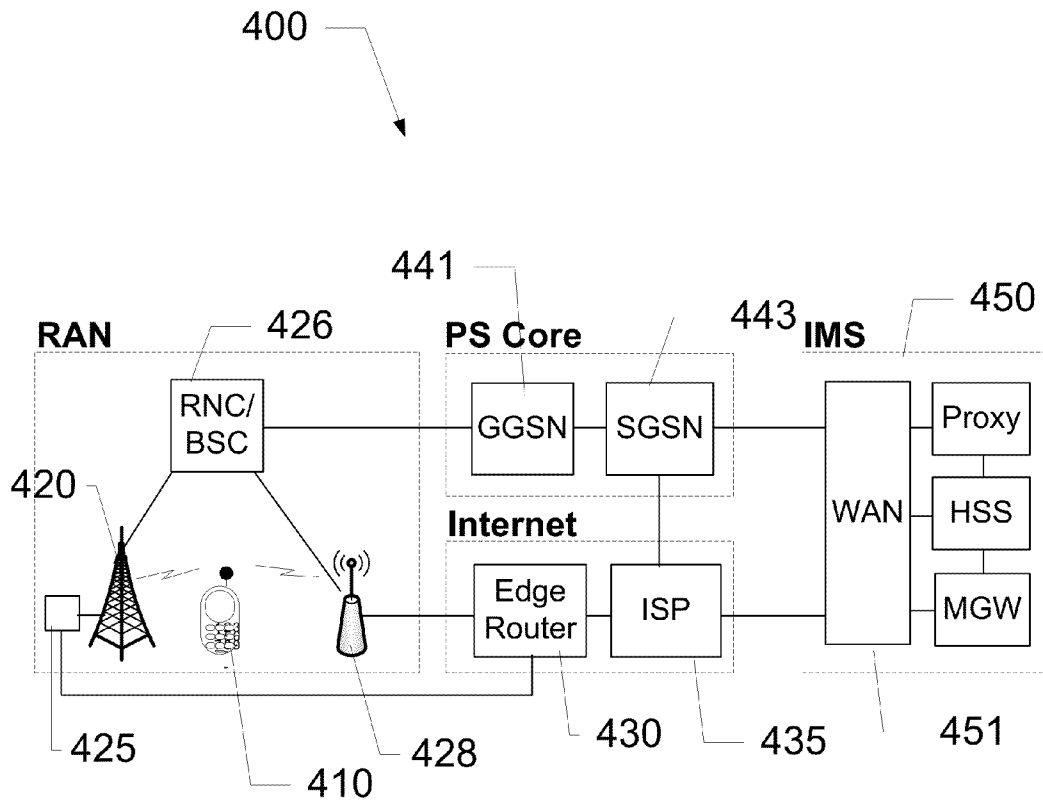 400
441
443
450
426
RAN
PS Core
IMS
RNC/
BSC
GGSN
SGSN
Proxy
420
WAN
HSS
Internet
Edge
Router
ISP
MGW
425
410
428
430
435
451